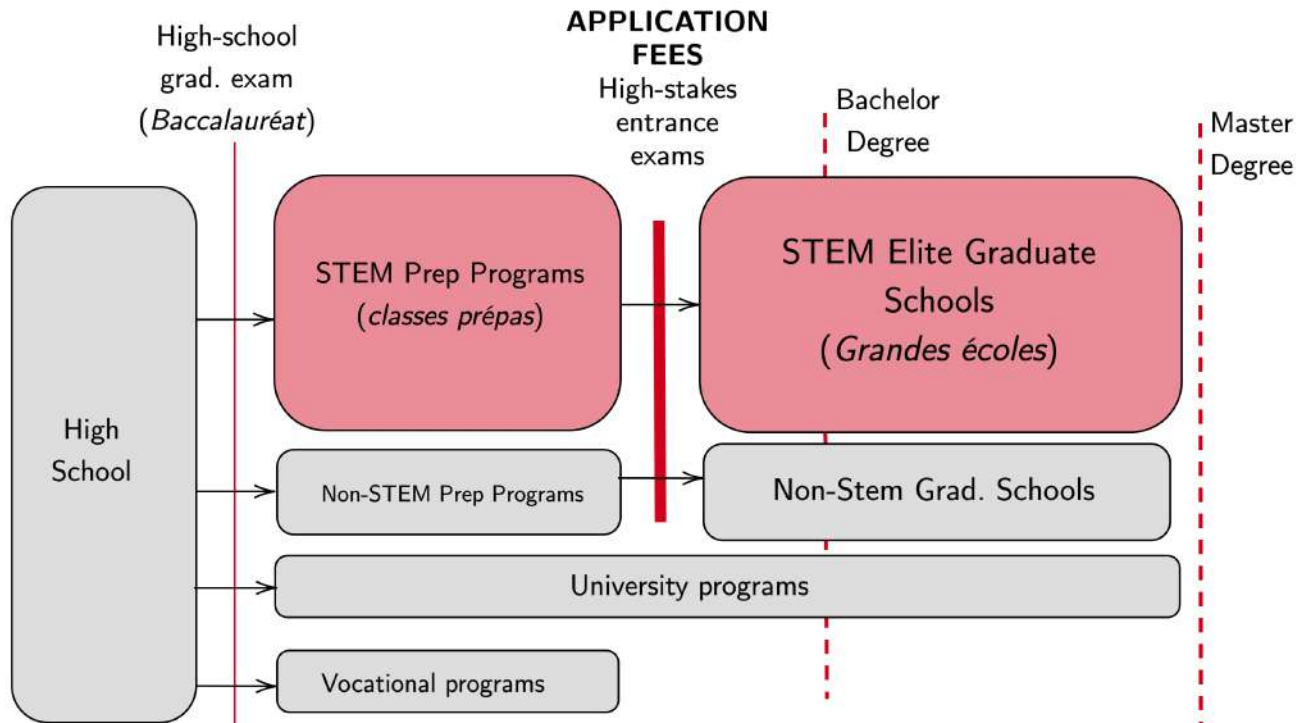 High-school
grad. exam
(Baccalauréat)
APPLICATION
FEES
High-stakes
entrance
exams
Bachelor
Degree
Master
Degree
High
School
STEM Prep Programs
(classes prépas)
STEM Elite Graduate
Schools
(Grandes écoles)
Non-STEM Prep Programs
Non-Stem Grad. Schools
University programs
Vocational programs